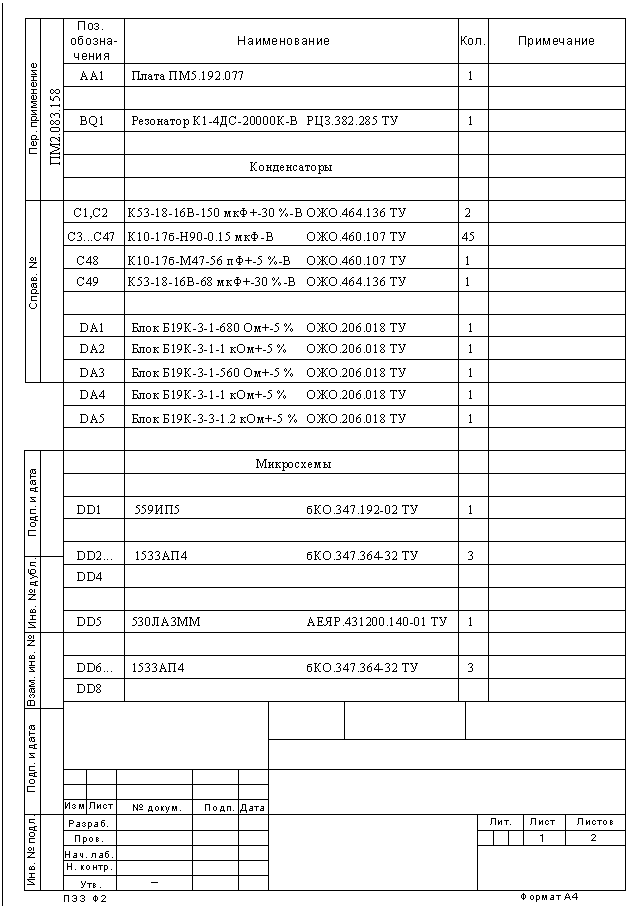 Поз. обозна- чения Наименование Кол. Примечание
AA1 Плата ПМ5.192.077 1
BQ1 Резонатор К1-4ДС-20000К-В РЦ3.382.285 ТУ 1
Конденсаторы
C1,C2 К53-18-16В-150 мкФ+-30 %-В ОЖО.464.136 ТУ 2
C3...C47 К10-17б-Н90-0.15 мкФ-В ОЖО.460.107 ТУ 45
C48 К10-17б-М47-56 пФ+-5 %-В ОЖО.460.107 ТУ 1
C49 К53-18-16В-68 мкФ+-30 %-В ОЖО.464.136 ТУ 1
DA1 Блок Б19К-3-1-680 Ом+-5 % ОЖО.206.018 ТУ 1
DA2 Блок Б19К-3-1-1 кОм+-5 % ОЖО.206.018 ТУ 1
DA3 Блок Б19К-3-1-560 Ом+-5 % ОЖО.206.018 ТУ 1
DA4 Блок Б19К-3-1-1 кОм+-5 % ОЖО.206.018 ТУ 1
DA5 Блок Б19К-3-3-1.2 кОм+-5 % ОЖО.206.018 ТУ 1
Микросхемы
DD1 559ИП5 бКО.347.192-02 ТУ 1
DD2... 1533АП4 бКО.347.364-32 ТУ 3
DD4
DD5 530ЛА3ММ АЕЯР.431200.140-01 ТУ 1
DD6... 1533АП4 бКО.347.364-32 ТУ 3
DD8
Пер. применение
ПМ2.083.158
Справ. №
Подп. и дата
Инв. № дубл.
Взам. инв. №
Подп. и дата
Инв. № подл.
Изм Лист № докум. Подп. Дата
Разраб.
Пров.
Нач. лаб.
Н. контр.
Утв. –
Лит. Лист Листов
1 2
ПЭЗ Ф2 Формат А4